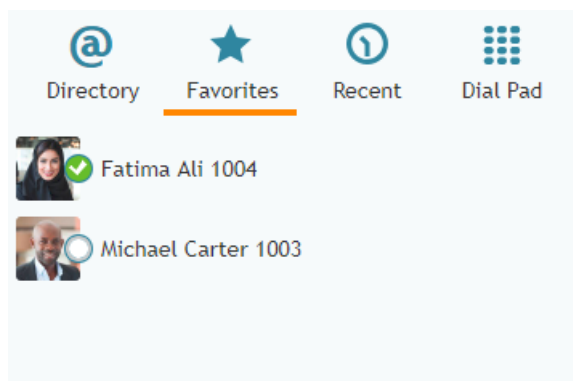 Directory Favorites Recent Dial Pad
Fatima Ali 1004
Michael Carter 1003